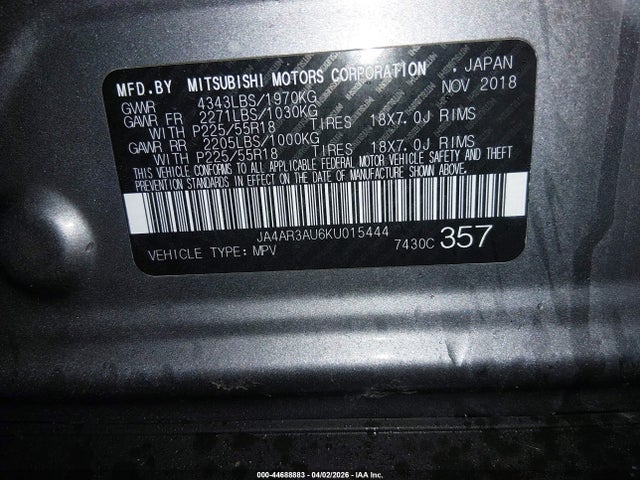 MFD.BY MITSUBISHI MOTORS CORPORATION . JAPAN
GVWR 4343LBS/1970KG NOV 2018
GAWR FR 2271LBS/1030KG
WITH P225/55R18 TIRES 18X7.0J RIMS
GAWR RR 2205LBS/1000KG
WITH P225/55R18 TIRES 18X7.0J RIMS
THIS VEHICLE CONFORMS TO ALL APPLICABLE FEDERAL MOTOR VEHICLE SAFETY AND THEFT
PREVENTION STANDARDS IN EFFECT ON THE DATE OF MANUFACTURE SHOWN ABOVE.
JA4AR3AU6KU015444
VEHICLE TYPE: MPV 7430C 357
000-44688883 - 04/02/2026 - IAA Inc.